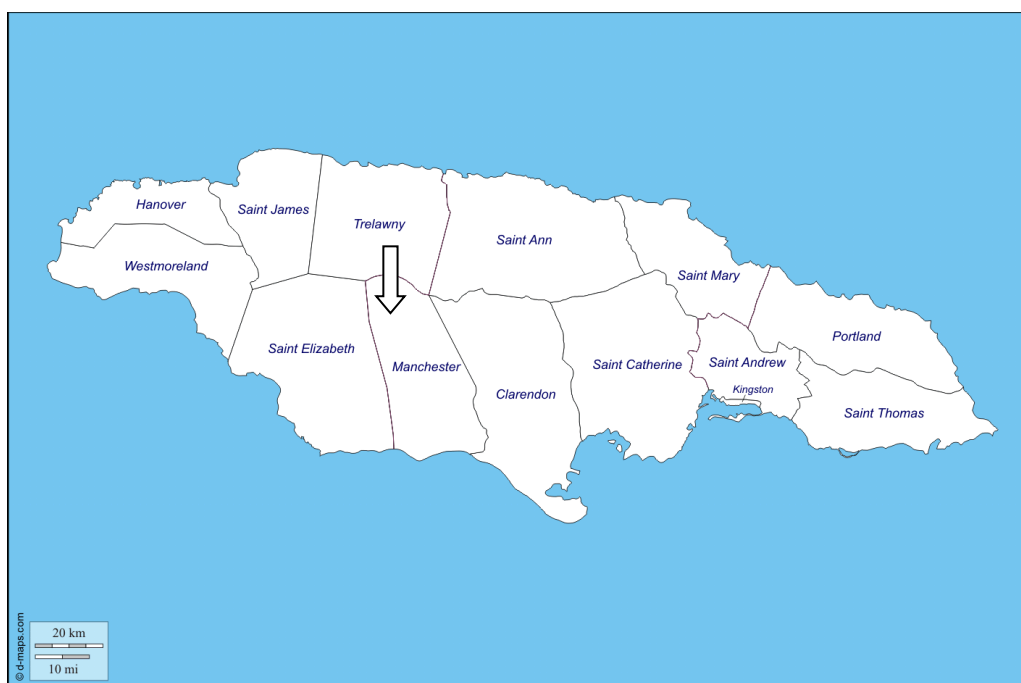 Hanover
Saint James
Trelawny
Saint Ann
Westmoreland
Saint Mary
Portland
Saint Elizabeth
Manchester
Saint Catherine
Saint Andrew
Kingston
Clarendon
Saint Thomas
© d-maps.com
20 km
10 mi